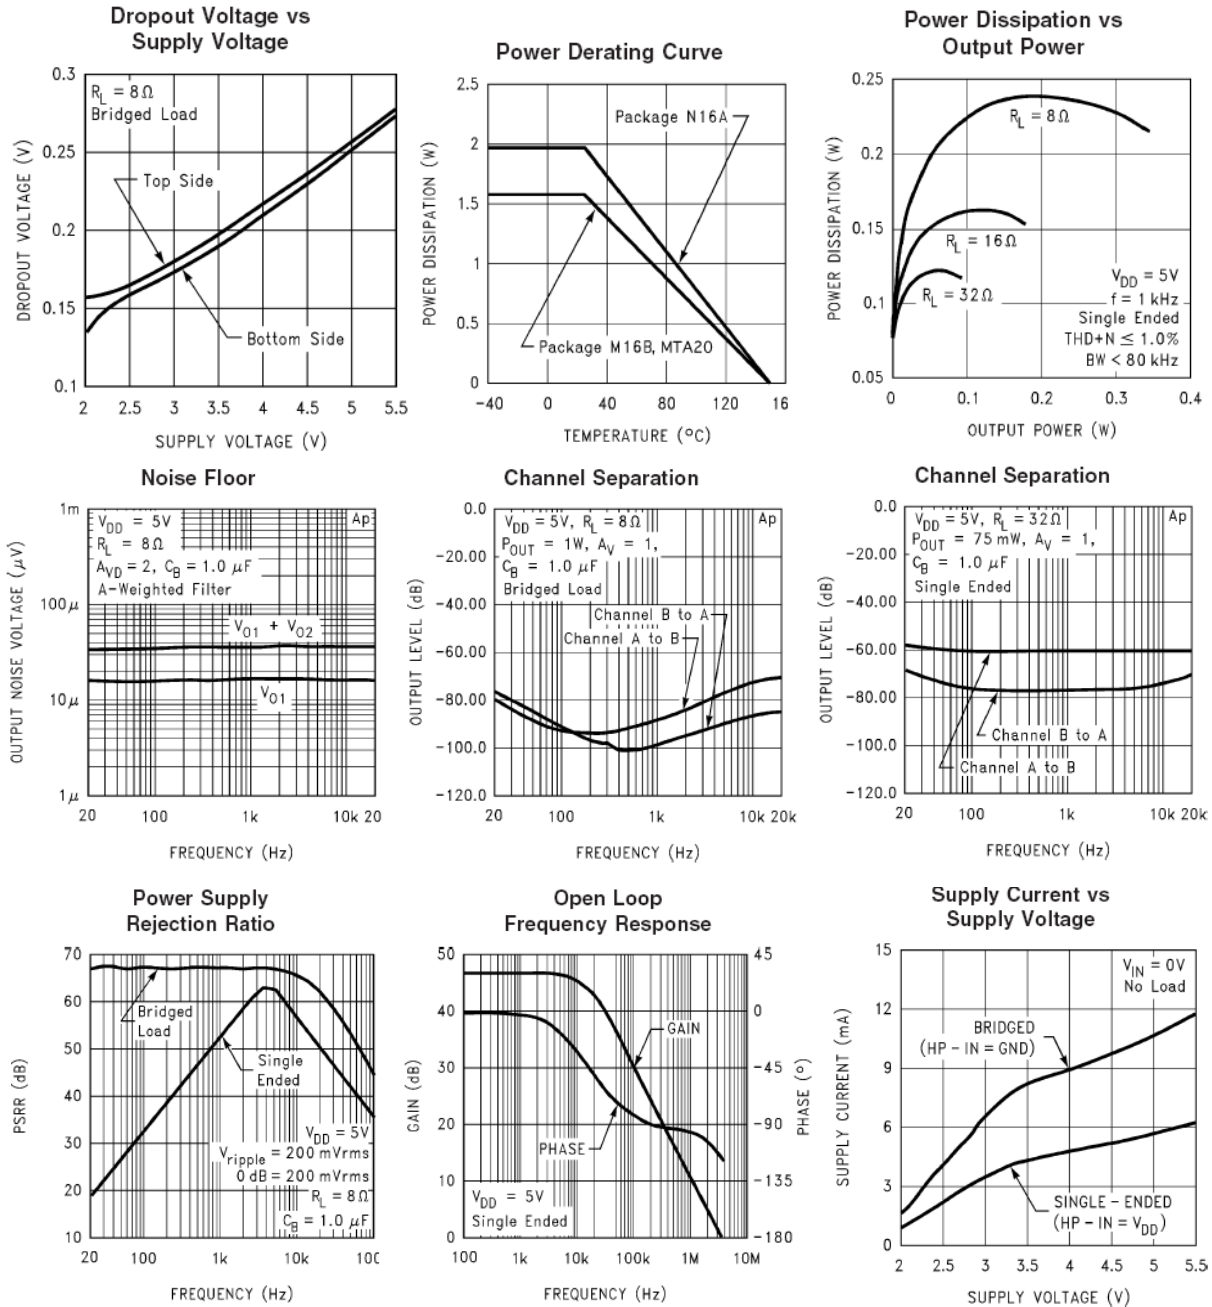 Dropout Voltage vs
Supply Voltage
0.3
0.25
0.2
0.15
0.1
DROPOUT VOLTAGE (V)
R_L = 8Ω
Bridged Load
Top Side
Bottom Side
2 2.5 3 3.5 4 4.5 5 5.5
SUPPLY VOLTAGE (V)
Power Derating Curve
2.5
2
1.5
1
0.5
0
POWER DISSIPATION (W)
Package N16A
Package M16B, MTA20
-40 0 40 80 120 16
TEMPERATURE (°C)
Power Dissipation vs
Output Power
0.25
0.2
0.15
0.1
0.05
POWER DISSIPATION (W)
R_L = 8Ω
R_L = 16Ω
R_L = 32Ω
V_DD = 5V
f = 1 kHz
Single Ended
THD+N ≤ 1.0%
BW < 80 kHz
0 0.1 0.2 0.3 0.4
OUTPUT POWER (W)
Noise Floor
1m
100μ
10μ
1μ
OUTPUT NOISE VOLTAGE (μV)
V_DD = 5V
R_L = 8Ω
A_VD = 2, C_B = 1.0 μF
A-Weighted Filter
Ap
V_O1 + V_O2
V_O1
20 100 1k 10k 20
FREQUENCY (Hz)
Channel Separation
0.0
-20.00
-40.00
-60.00
-80.00
-100.0
-120.0
OUTPUT LEVEL (dB)
V_DD = 5V, R_L = 8Ω
P_OUT = 1W, A_V = 1,
C_B = 1.0 μF
Bridged Load
Ap
Channel B to A
Channel A to B
20 100 1k 10k 20k
FREQUENCY (Hz)
Channel Separation
0.0
-20.00
-40.00
-60.00
-80.00
-100.0
-120.0
OUTPUT LEVEL (dB)
V_DD = 5V, R_L = 32Ω
P_OUT = 75 mW, A_V = 1,
C_B = 1.0 μF
Single Ended
Ap
Channel B to A
Channel A to B
20 100 1k 10k 20k
FREQUENCY (Hz)
Power Supply
Rejection Ratio
70
60
50
40
30
20
10
PSRR (dB)
Bridged
Load
Single
Ended
V_DD = 5V
V_ripple = 200 mVrms
0 dB = 200 mVrms
R_L = 8Ω
C_B = 1.0 μF
20 100 1k 10k
FREQUENCY (Hz)
Open Loop
Frequency Response
50
40
30
20
10
0
GAIN (dB)
GAIN
PHASE
V_DD = 5V
Single Ended
45
0
-45
-90
-135
-180
PHASE (°)
100 1k 10k 100k 1M 10M
FREQUENCY (Hz)
Supply Current vs
Supply Voltage
15
12
9
6
3
0
SUPPLY CURRENT (mA)
V_IN = 0V
No Load
BRIDGED
(HP-IN = GND)
SINGLE-ENDED
(HP-IN = V_DD)
2 2.5 3 3.5 4 4.5 5 5.5
SUPPLY VOLTAGE (V)